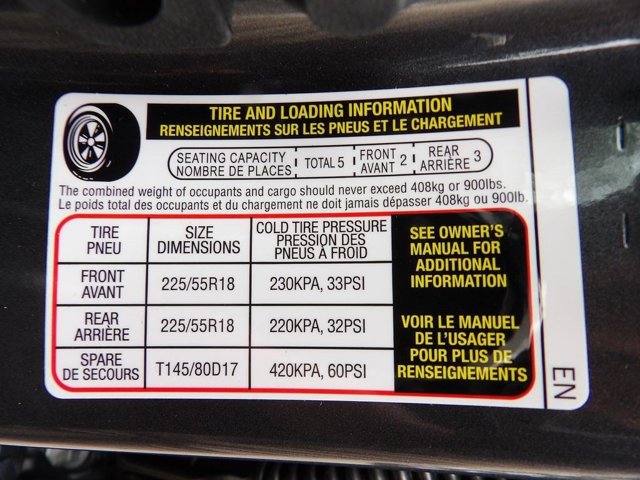 TIRE AND LOADING INFORMATION
RENSEIGNEMENTS SUR LES PNEUS ET LE CHARGEMENT
SEATING CAPACITY
NOMBRE DE PLACES
TOTAL 5
FRONT
AVANT 2
REAR
ARRIÈRE 3
The combined weight of occupants and cargo should never exceed 408kg or 900lbs.
Le poids total des occupants et du chargement ne doit jamais dépasser 408kg ou 900lb.
TIRE
PNEU
SIZE
DIMENSIONS
COLD TIRE PRESSURE
PRESSION DES
PNEUS À FROID
FRONT
AVANT
225/55R18
230KPA, 33PSI
REAR
ARRIÈRE
225/55R18
220KPA, 32PSI
SPARE
DE SECOURS
T145/80D17
420KPA, 60PSI
SEE OWNER'S
MANUAL FOR
ADDITIONAL
INFORMATION
VOIR LE MANUEL
DE L'USAGER
POUR PLUS DE
RENSEIGNEMENTS
EN